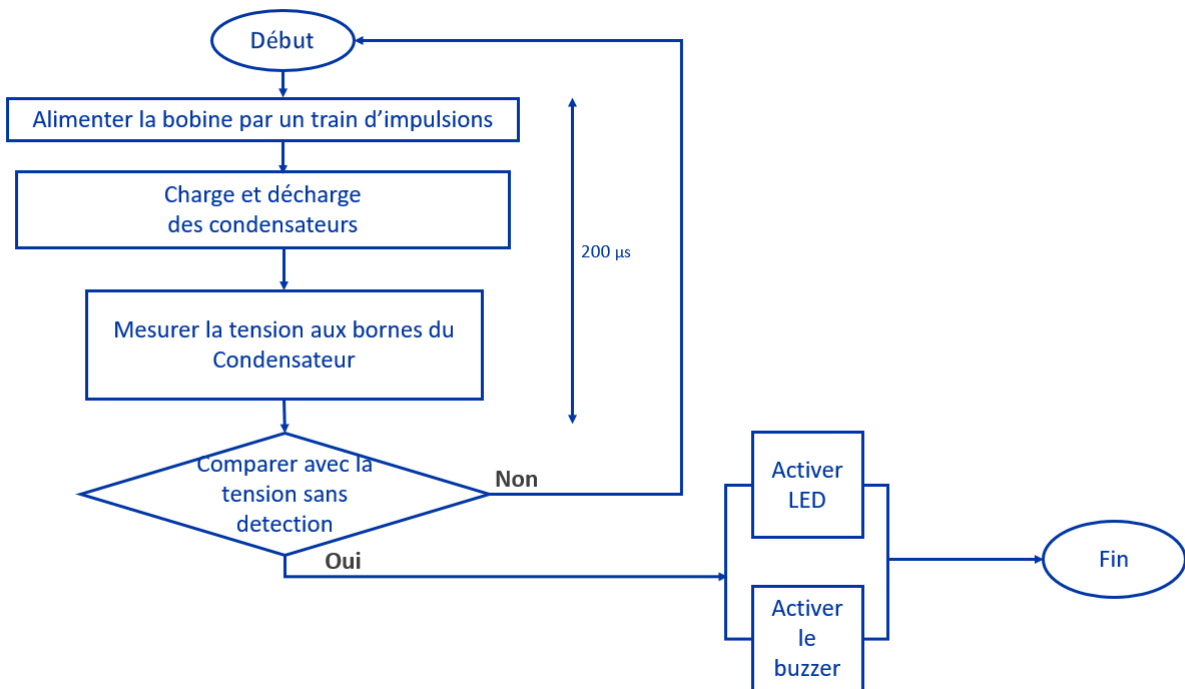 Début
Alimenter la bobine par un train d’impulsions
Charge et décharge
des condensateurs
200 µs
Mesurer la tension aux bornes du
Condensateur
Comparer avec la
tension sans
detection
Non
Oui
Activer
LED
Activer
le
buzzer
Fin